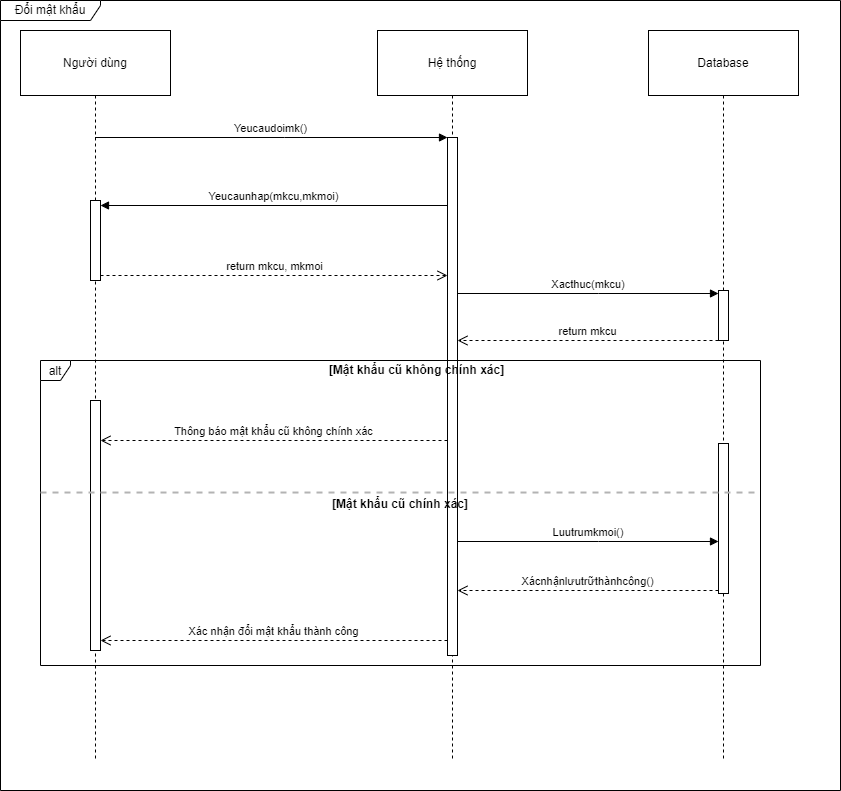 Đổi mật khẩu
Người dùng
Hệ thống
Database
Yeucaudoimk()
Yeucaunhap(mkcu,mkmoi)
return mkcu, mkmoi
Xacthuc(mkcu)
return mkcu
alt
[Mật khẩu cũ không chính xác]
Thông báo mật khẩu cũ không chính xác
[Mật khẩu cũ chính xác]
Luutrumkmoi()
Xácnhậnlưutrữthànhcông()
Xác nhận đổi mật khẩu thành công